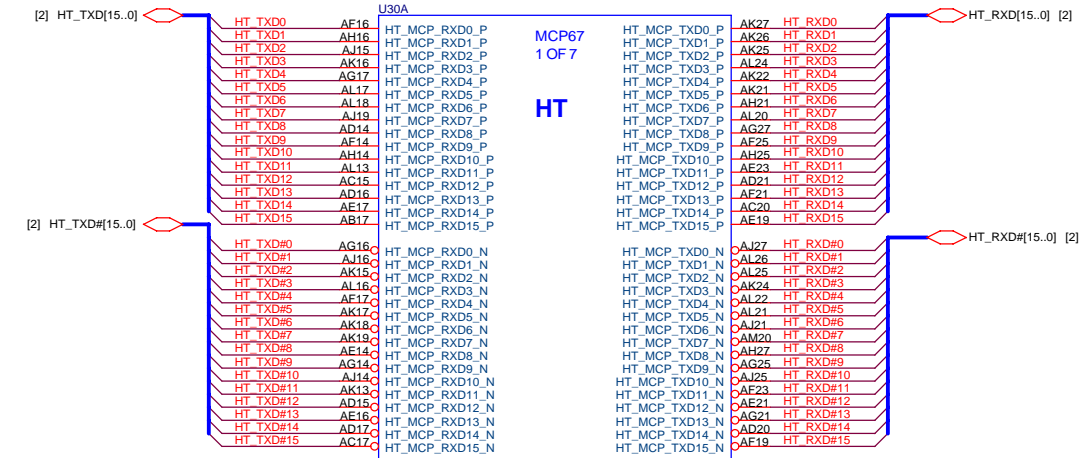 U30A
[2] HT_TXD[15..0] HT_RXD[15..0] [2]
MCP67
1 OF 7
HT
HT_TXD0 AF16 HT_MCP_RXD0_P HT_MCP_TXD0_P AK27 HT_RXD0
HT_TXD1 AH16 HT_MCP_RXD1_P HT_MCP_TXD1_P AK26 HT_RXD1
HT_TXD2 AJ15 HT_MCP_RXD2_P HT_MCP_TXD2_P AK25 HT_RXD2
HT_TXD3 AK16 HT_MCP_RXD3_P HT_MCP_TXD3_P AL24 HT_RXD3
HT_TXD4 AG17 HT_MCP_RXD4_P HT_MCP_TXD4_P AK22 HT_RXD4
HT_TXD5 AL17 HT_MCP_RXD5_P HT_MCP_TXD5_P AK21 HT_RXD5
HT_TXD6 AL18 HT_MCP_RXD6_P HT_MCP_TXD6_P AH21 HT_RXD6
HT_TXD7 AJ19 HT_MCP_RXD7_P HT_MCP_TXD7_P AL20 HT_RXD7
HT_TXD8 AD14 HT_MCP_RXD8_P HT_MCP_TXD8_P AG27 HT_RXD8
HT_TXD9 AF14 HT_MCP_RXD9_P HT_MCP_TXD9_P AF25 HT_RXD9
HT_TXD10 AH14 HT_MCP_RXD10_P HT_MCP_TXD10_P AH25 HT_RXD10
HT_TXD11 AL13 HT_MCP_RXD11_P HT_MCP_TXD11_P AE23 HT_RXD11
HT_TXD12 AC15 HT_MCP_RXD12_P HT_MCP_TXD12_P AD21 HT_RXD12
HT_TXD13 AD16 HT_MCP_RXD13_P HT_MCP_TXD13_P AF21 HT_RXD13
HT_TXD14 AE17 HT_MCP_RXD14_P HT_MCP_TXD14_P AC20 HT_RXD14
HT_TXD15 AB17 HT_MCP_RXD15_P HT_MCP_TXD15_P AE19 HT_RXD15
[2] HT_TXD#[15..0] HT_RXD#[15..0] [2]
HT_TXD#0 AG16 HT_MCP_RXD0_N HT_MCP_TXD0_N AJ27 HT_RXD#0
HT_TXD#1 AJ16 HT_MCP_RXD1_N HT_MCP_TXD1_N AL26 HT_RXD#1
HT_TXD#2 AK15 HT_MCP_RXD2_N HT_MCP_TXD2_N AL25 HT_RXD#2
HT_TXD#3 AL16 HT_MCP_RXD3_N HT_MCP_TXD3_N AK24 HT_RXD#3
HT_TXD#4 AF17 HT_MCP_RXD4_N HT_MCP_TXD4_N AL22 HT_RXD#4
HT_TXD#5 AK17 HT_MCP_RXD5_N HT_MCP_TXD5_N AL21 HT_RXD#5
HT_TXD#6 AK18 HT_MCP_RXD6_N HT_MCP_TXD6_N AJ21 HT_RXD#6
HT_TXD#7 AK19 HT_MCP_RXD7_N HT_MCP_TXD7_N AM20 HT_RXD#7
HT_TXD#8 AE14 HT_MCP_RXD8_N HT_MCP_TXD8_N AH27 HT_RXD#8
HT_TXD#9 AG14 HT_MCP_RXD9_N HT_MCP_TXD9_N AG25 HT_RXD#9
HT_TXD#10 AJ14 HT_MCP_RXD10_N HT_MCP_TXD10_N AJ25 HT_RXD#10
HT_TXD#11 AK13 HT_MCP_RXD11_N HT_MCP_TXD11_N AF23 HT_RXD#11
HT_TXD#12 AD15 HT_MCP_RXD12_N HT_MCP_TXD12_N AE21 HT_RXD#12
HT_TXD#13 AE16 HT_MCP_RXD13_N HT_MCP_TXD13_N AG21 HT_RXD#13
HT_TXD#14 AD17 HT_MCP_RXD14_N HT_MCP_TXD14_N AD20 HT_RXD#14
HT_TXD#15 AC17 HT_MCP_RXD15_N HT_MCP_TXD15_N AF19 HT_RXD#15